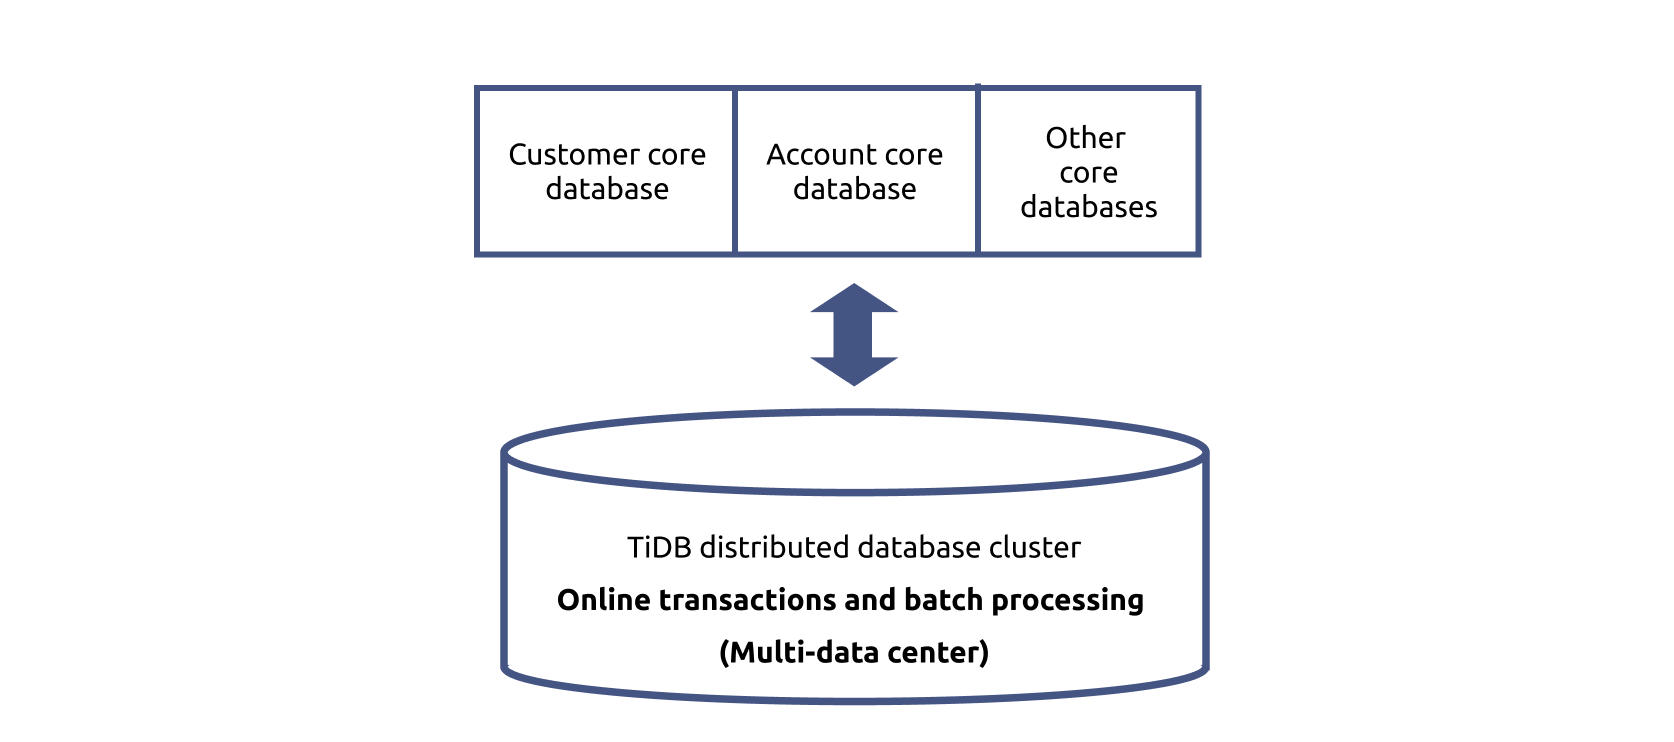 Customer core
database
Account core
database
Other
core
databases
TiDB distributed database cluster
Online transactions and batch processing
(Multi-data center)